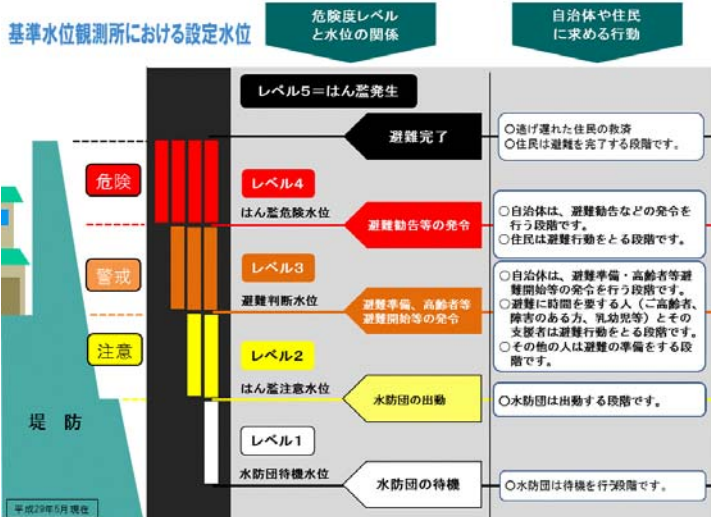 基準水位観測所における設定水位
危険度レベル
と水位の関係
自治体や住民
に求める行動
レベル5＝はん濫発生
避難完了
○逃げ遅れた住民の救済
○住民は避難を完了する段階です。
危険
レベル4
はん濫危険水位
避難勧告等の発令
○自治体は、避難勧告などの発令を
行う段階です。
○住民は避難行動をとる段階です。
警戒
レベル3
避難判断水位
避難準備、高齢者等
避難開始等の発令
○自治体は、避難準備・高齢者等避
難開始等の発令を行う段階です。
○避難に時間を要する人（ご高齢者、
障害のある方、乳幼児等）とその
支援者は避難行動をとる段階です。
○その他の人は避難の準備をする段
階です。
注意
レベル2
はん濫注意水位
水防団の出動
○水防団は出動する段階です。
堤 防
レベル1
水防団待機水位
水防団の待機
○水防団は待機を行う段階です。
平成29年5月現在